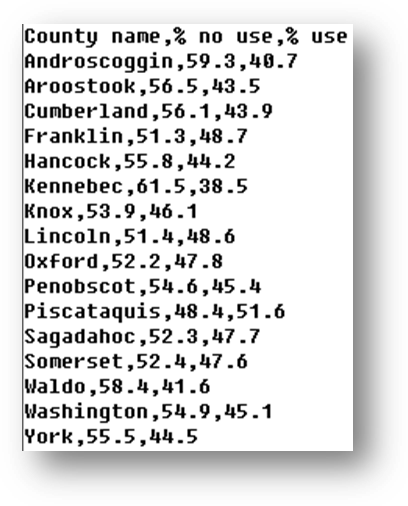 County name,% no use,% use
Androscoggin,59.3,40.7
Aroostook,56.5,43.5
Cumberland,56.1,43.9
Franklin,51.3,48.7
Hancock,55.8,44.2
Kennebec,61.5,38.5
Knox,53.9,46.1
Lincoln,51.4,48.6
Oxford,52.2,47.8
Penobscot,54.6,45.4
Piscataquis,48.4,51.6
Sagadahoc,52.3,47.7
Somerset,52.4,47.6
Waldo,58.4,41.6
Washington,54.9,45.1
York,55.5,44.5